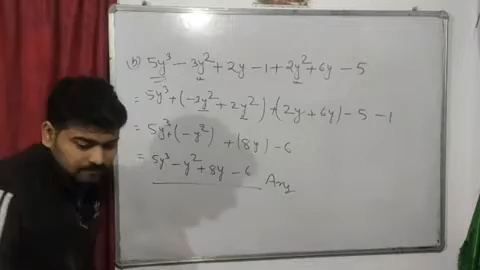 b) 5y³ - 3y² + 2y - 1 + 2y² + 6y - 5
= 5y³ + (-3y² + 2y²) + (2y + 6y) - 5 - 1
= 5y³ + (-y²) + (8y) - 6
= 5y³ - y² + 8y - 6 Ans